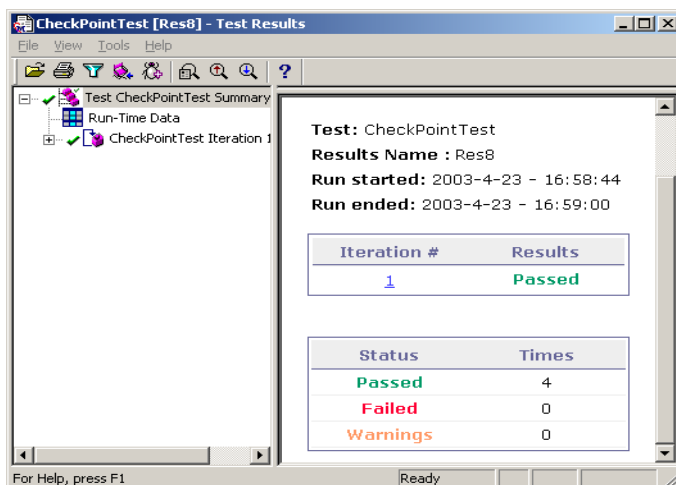 CheckPointTest [Res8] - Test Results
File View Tools Help
?
Test CheckPointTest Summary
Run-Time Data
CheckPointTest Iteration 1
Test: CheckPointTest
Results Name : Res8
Run started: 2003-4-23 - 16:58:44
Run ended: 2003-4-23 - 16:59:00
Iteration # Results
1 Passed
Status Times
Passed 4
Failed 0
Warnings 0
For Help, press F1 Ready